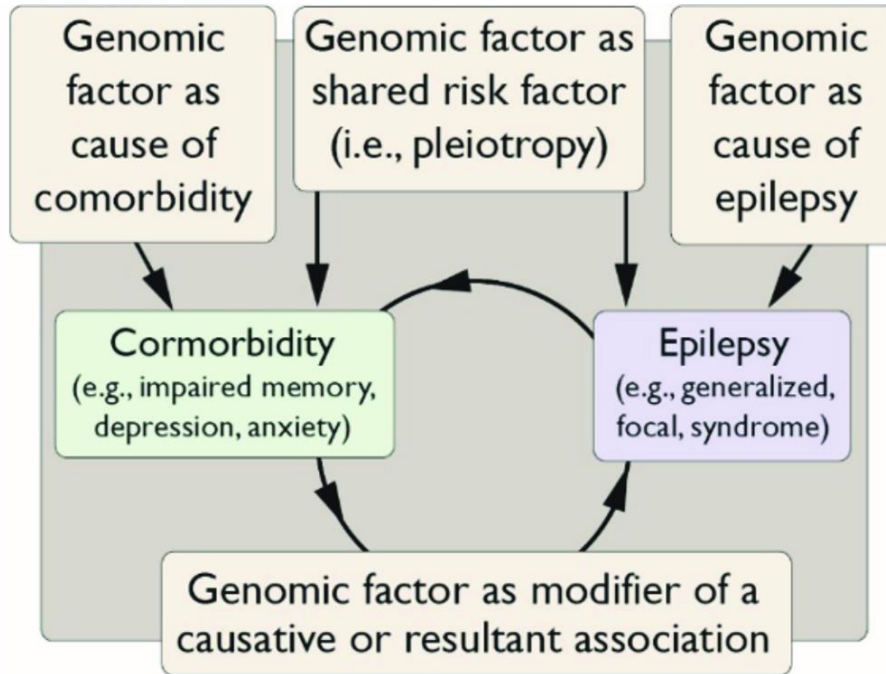 Genomic
factor as
cause of
comorbidity
Genomic factor as
shared risk factor
(i.e., pleiotropy)
Genomic
factor as
cause of
epilepsy
Cormorbidity
(e.g., impaired memory,
depression, anxiety)
Epilepsy
(e.g., generalized,
focal, syndrome)
Genomic factor as modifier of a
causative or resultant association